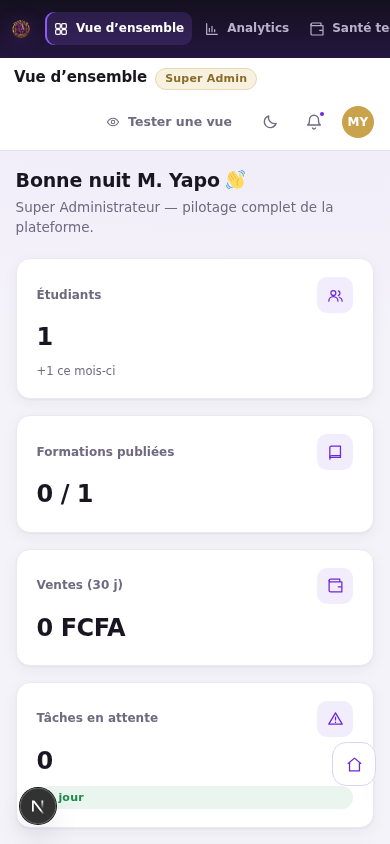 Vue d’ensemble Analytics Santé te
Vue d’ensemble Super Admin
Tester une vue MY
Bonne nuit M. Yapo 👋
Super Administrateur — pilotage complet de la
plateforme.
Étudiants
1
+1 ce mois-ci
Formations publiées
0 / 1
Ventes (30 j)
0 FCFA
Tâches en attente
0
jour
N